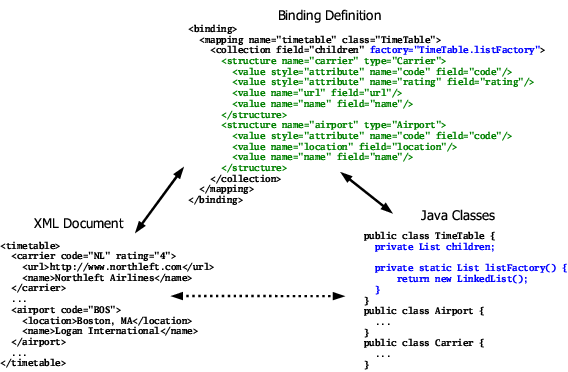 Binding Definition
<binding>
  <mapping name="timetable" class="TimeTable">
    <collection field="children" factory="TimeTable.listFactory">
      <structure name="carrier" type="Carrier">
        <value style="attribute" name="code" field="code"/>
        <value style="attribute" name="rating" field="rating"/>
        <value name="url" field="url"/>
        <value name="name" field="name"/>
      </structure>
      <structure name="airport" type="Airport">
        <value style="attribute" name="code" field="code"/>
        <value name="location" field="location"/>
        <value name="name" field="name"/>
      </structure>
    </collection>
  </mapping>
</binding>
XML Document
<timetable>
  <carrier code="NL" rating="4">
    <url>http://www.northleft.com</url>
    <name>Northleft Airlines</name>
  </carrier>
  ...
  <airport code="BOS">
    <location>Boston, MA</location>
    <name>Logan International</name>
  </airport>
  ...
</timetable>
Java Classes
public class TimeTable {
  private List children;
  private static List listFactory() {
      return new LinkedList();
  }
}
public class Airport {
  ...
}
public class Carrier {
  ...
}